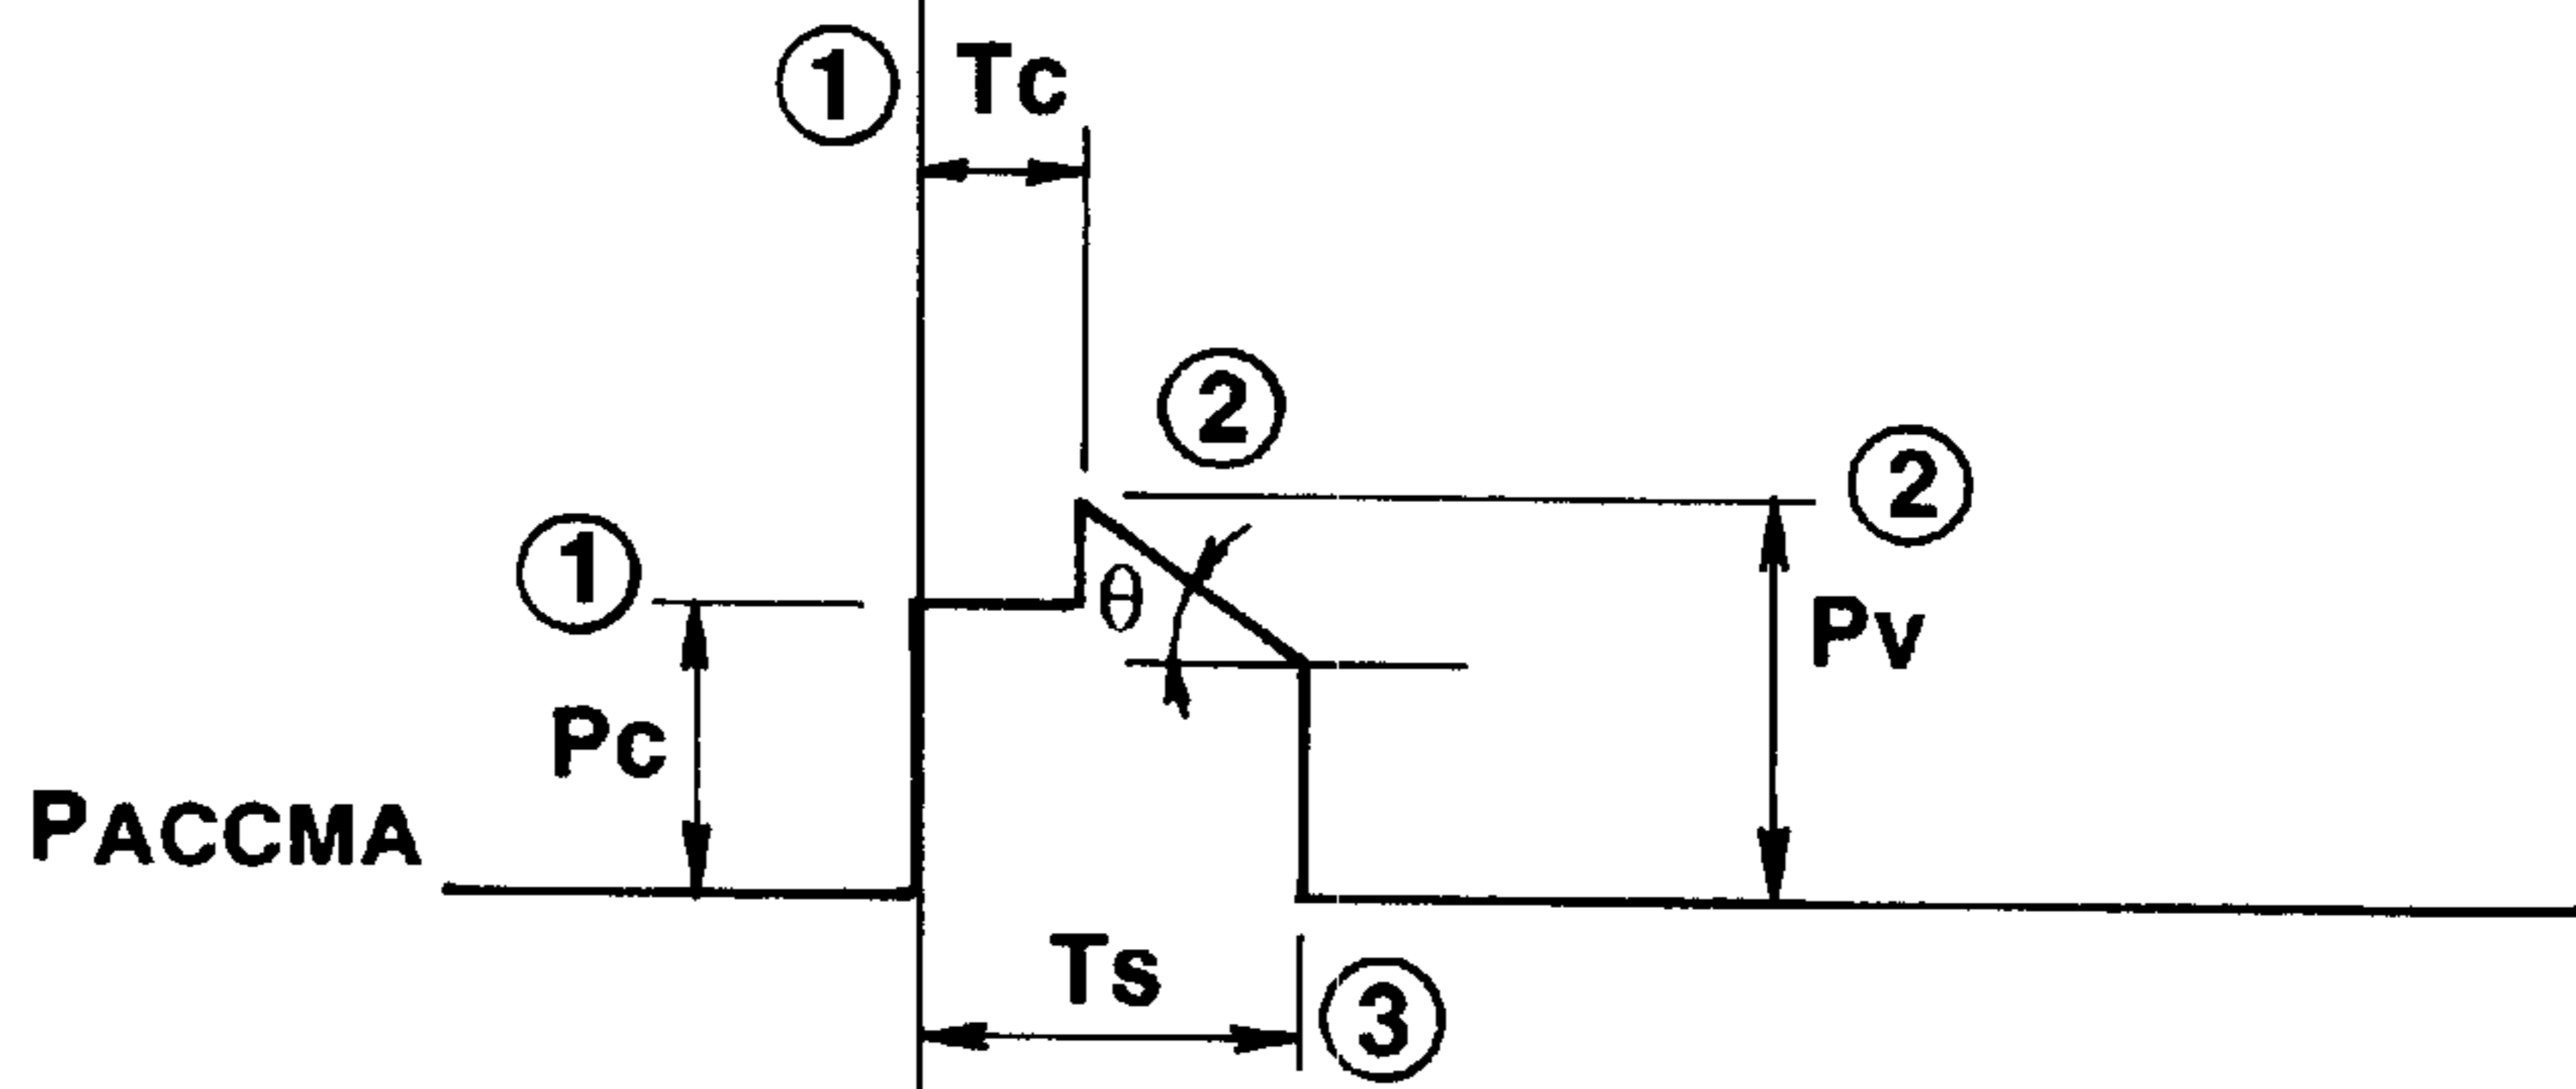 ① Tc
②
②
① θ
Pv
Pc
PACCMA
Ts
③